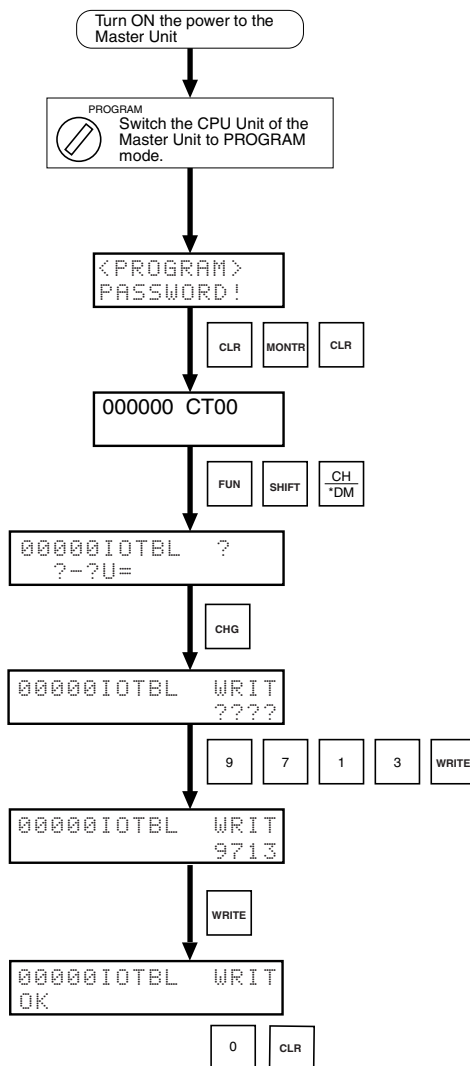 Turn ON the power to the
Master Unit
PROGRAM
Switch the CPU Unit of the
Master Unit to PROGRAM
mode.
<PROGRAM>
PASSWORD!
CLR MONTR CLR
000000 CT00
FUN SHIFT CH
*DM
00000IOTBL ?
?-?U=
CHG
00000IOTBL WRIT
????
9 7 1 3 WRITE
00000IOTBL WRIT
9713
WRITE
00000IOTBL WRIT
OK
0 CLR